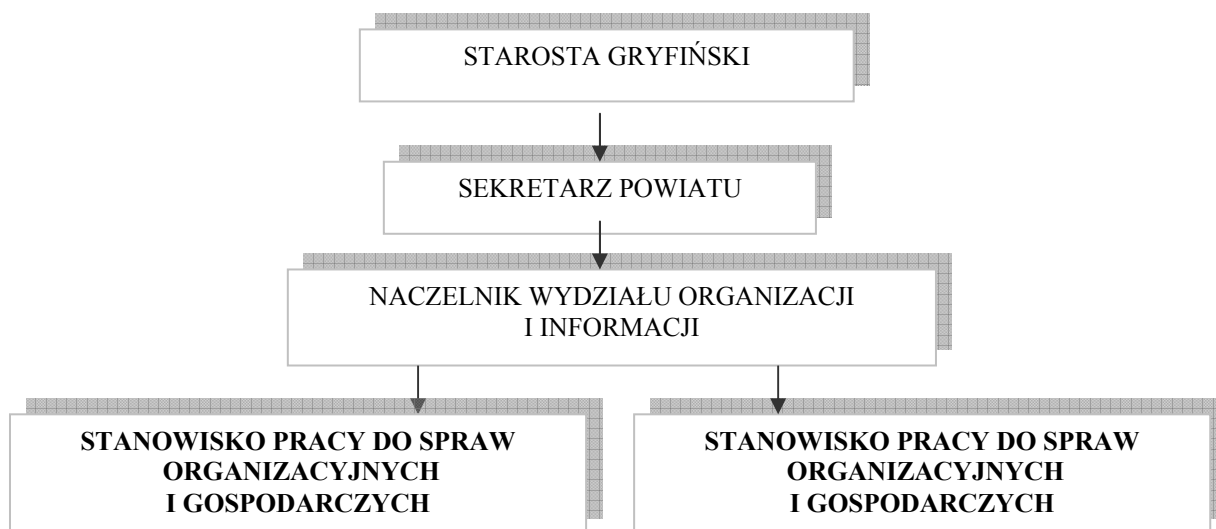 STAROSTA GRYFIŃSKI
SEKRETARZ POWIATU
NACZELNIK WYDZIAŁU ORGANIZACJI
I INFORMACJI
STANOWISKO PRACY DO SPRAW
ORGANIZACYJNYCH
I GOSPODARCZYCH
STANOWISKO PRACY DO SPRAW
ORGANIZACYJNYCH
I GOSPODARCZYCH